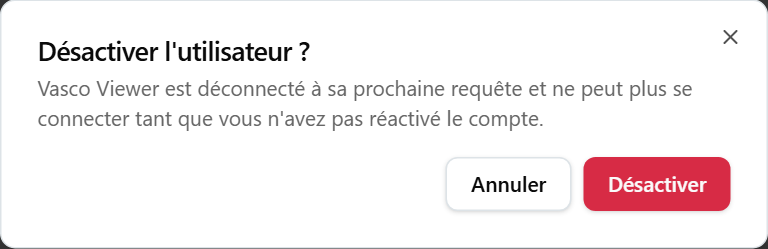 Désactiver l'utilisateur ?
Vasco Viewer est déconnecté à sa prochaine requête et ne peut plus se
connecter tant que vous n'avez pas réactivé le compte.
Annuler
Désactiver